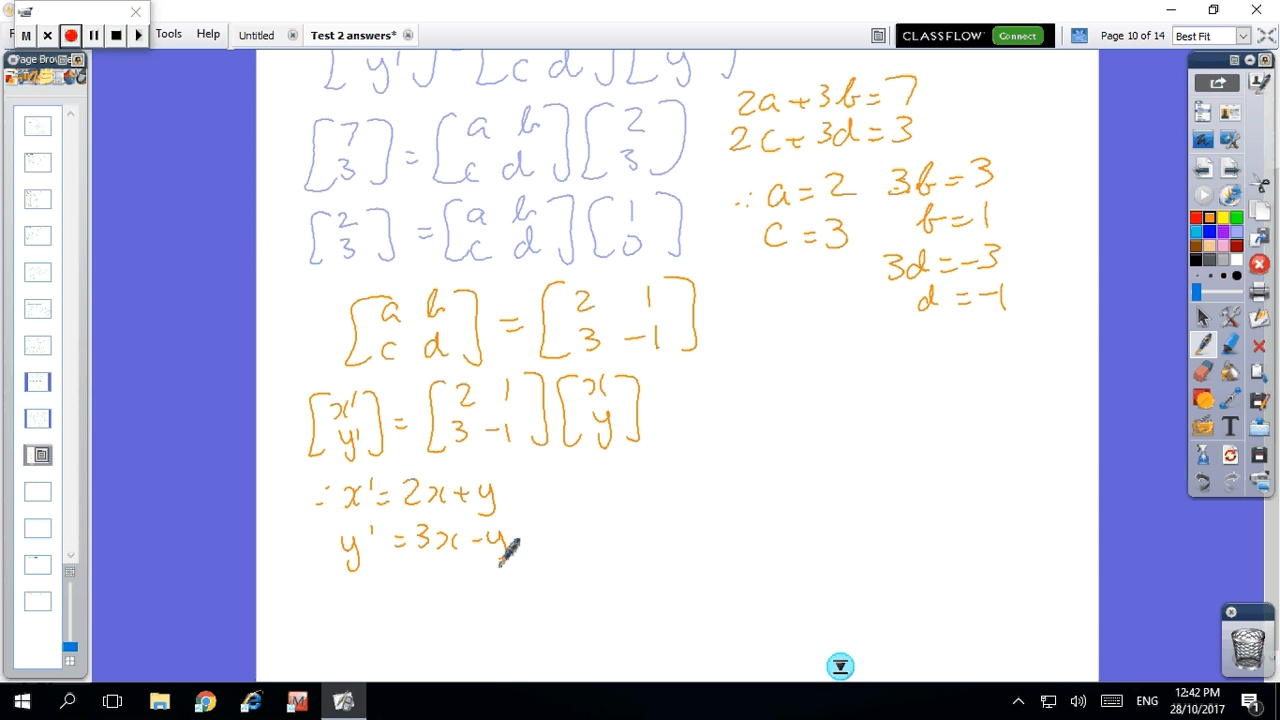 Tools Help
Untitled
Test 2 answers*
CLASSFLOW Connect
Page 10 of 14
Best Fit
Page Brow
[y'] [c d][y]
[7 3] = [a b c d][2 3]
[2 3] = [a b c d][1 0]
2a + 3b = 7
2c + 3d = 3
∴ a = 2 3b = 3
c = 3 b = 1
3d = -3
d = -1
[a b c d] = [2 1 3 -1]
[x' y'] = [2 1 3 -1][x y]
∴ x' = 2x + y
y' = 3x - y
ENG
12:42 PM
28/10/2017